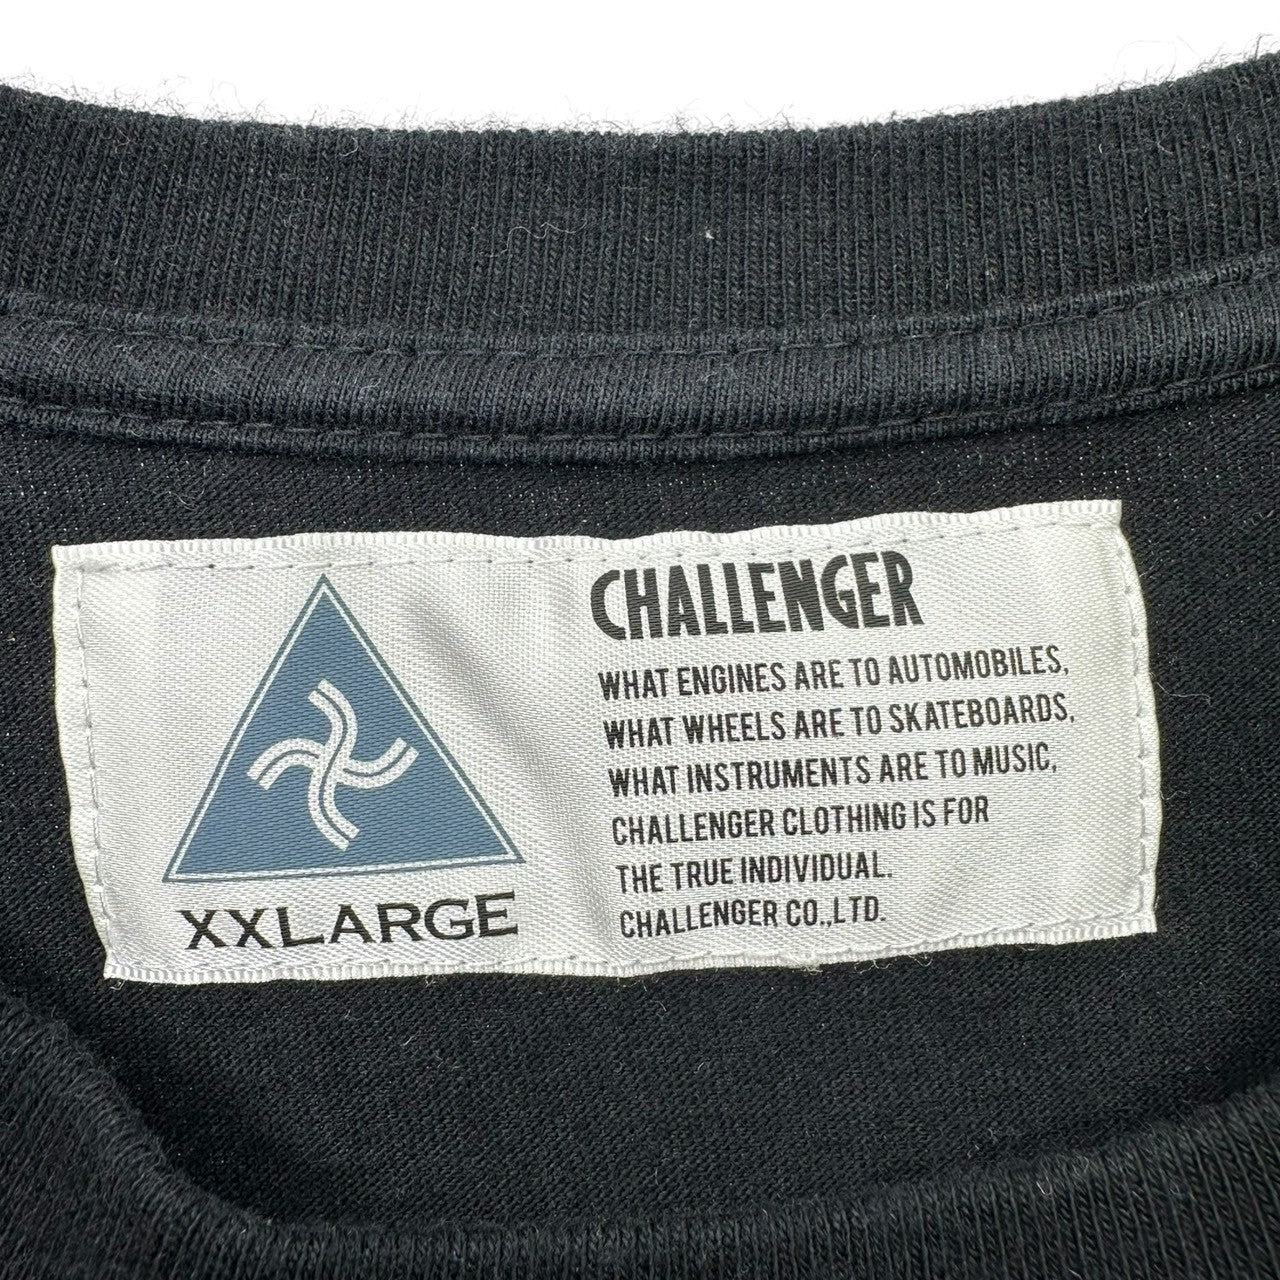 XXLARGE
CHALLENGER
WHAT ENGINES ARE TO AUTOMOBILES,
WHAT WHEELS ARE TO SKATEBOARDS,
WHAT INSTRUMENTS ARE TO MUSIC,
CHALLENGER CLOTHING IS FOR
THE TRUE INDIVIDUAL.
CHALLENGER CO.,LTD.